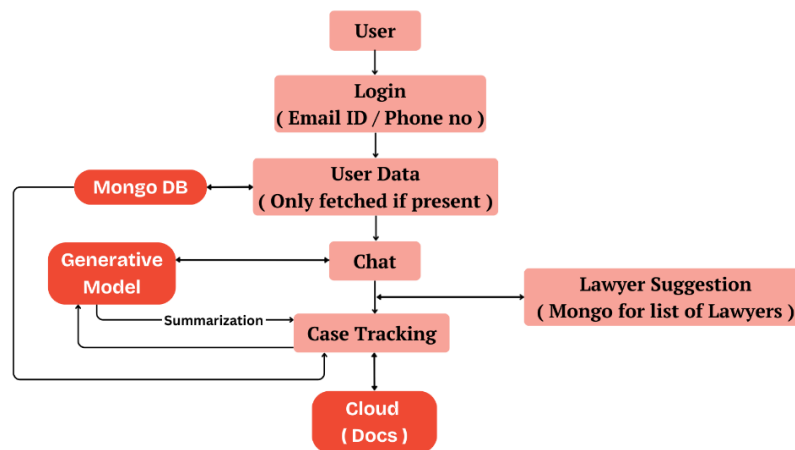 User
Login
( Email ID / Phone no )
User Data
( Only fetched if present )
Mongo DB
Chat
Generative
Model
Lawyer Suggestion
( Mongo for list of Lawyers )
Summarization
Case Tracking
Cloud
( Docs )